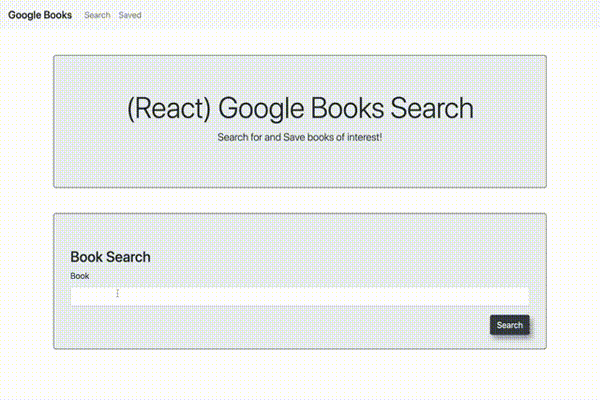 Google Books Search Saved
(React) Google Books Search
Search for and Save books of interest!
Book Search
Book
Search